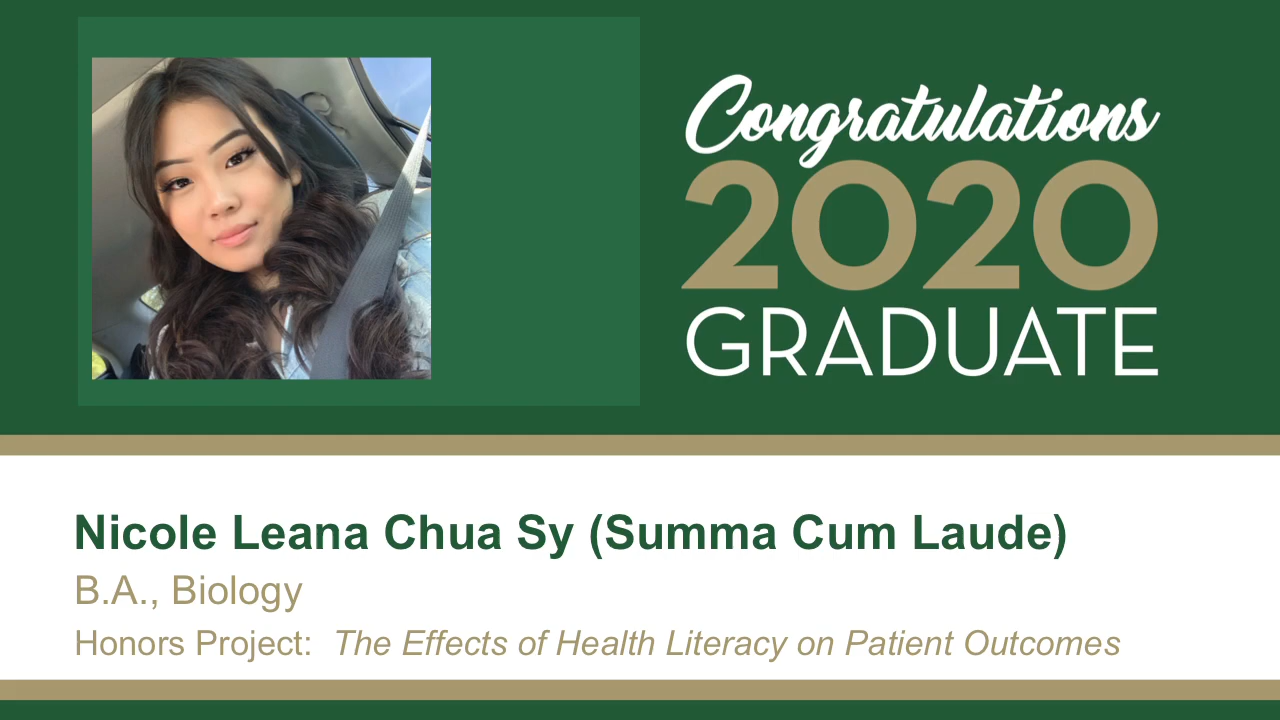 Congratulations
2020
GRADUATE
Nicole Leana Chua Sy (Summa Cum Laude)
B.A., Biology
Honors Project: The Effects of Health Literacy on Patient Outcomes